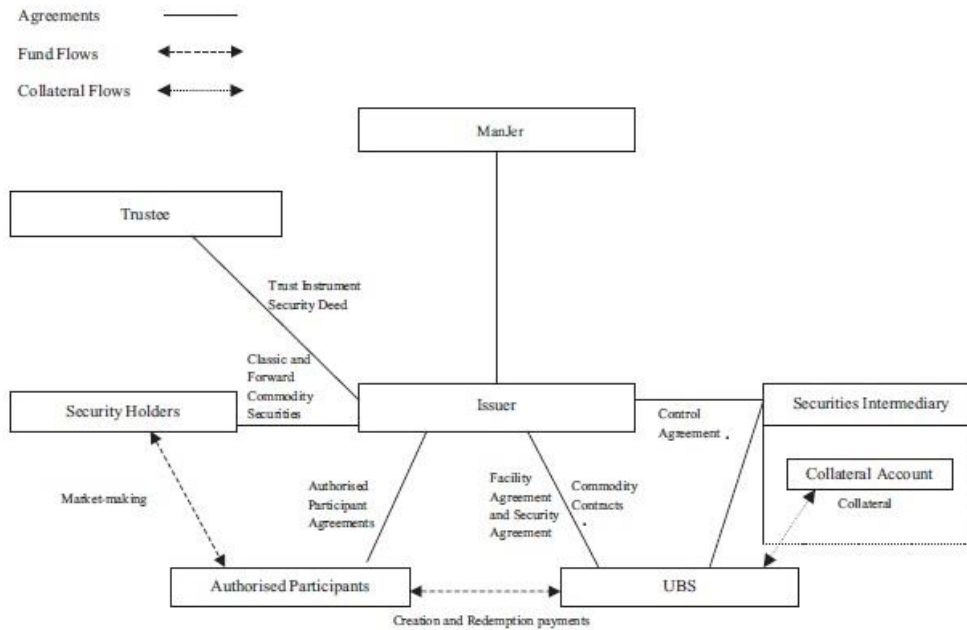 Agreements
Fund Flows
Collateral Flows
ManJer
Trustee
Trust Instrument
Security Deed
Classic and
Forward
Commodity
Securities
Security Holders
Issuer
Securities Intermediary
Control
Agreement
Collateral Account
Collateral
Market-making
Authorised
Participant
Agreements
Facility
Agreement
and Security
Agreement
Commodity
Contracts
Authorised Participants
UBS
Creation and Redemption payments